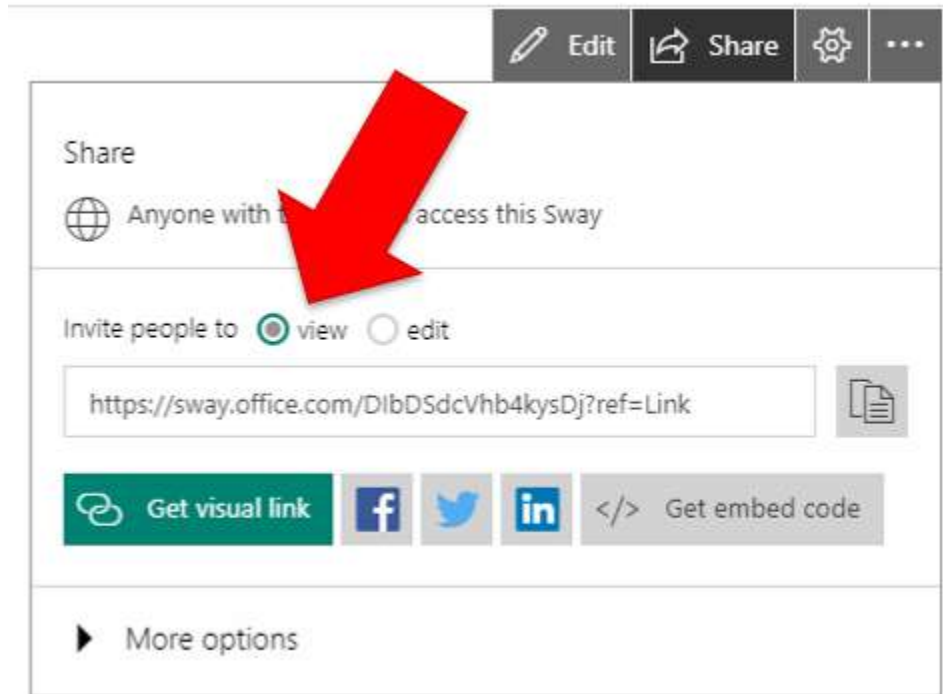 Edit Share
Share
Anyone with access this Sway
Invite people to view edit
https://sway.office.com/DIbDSdcVhb4kysDj?ref=Link
Get visual link f in </> Get embed code
More options